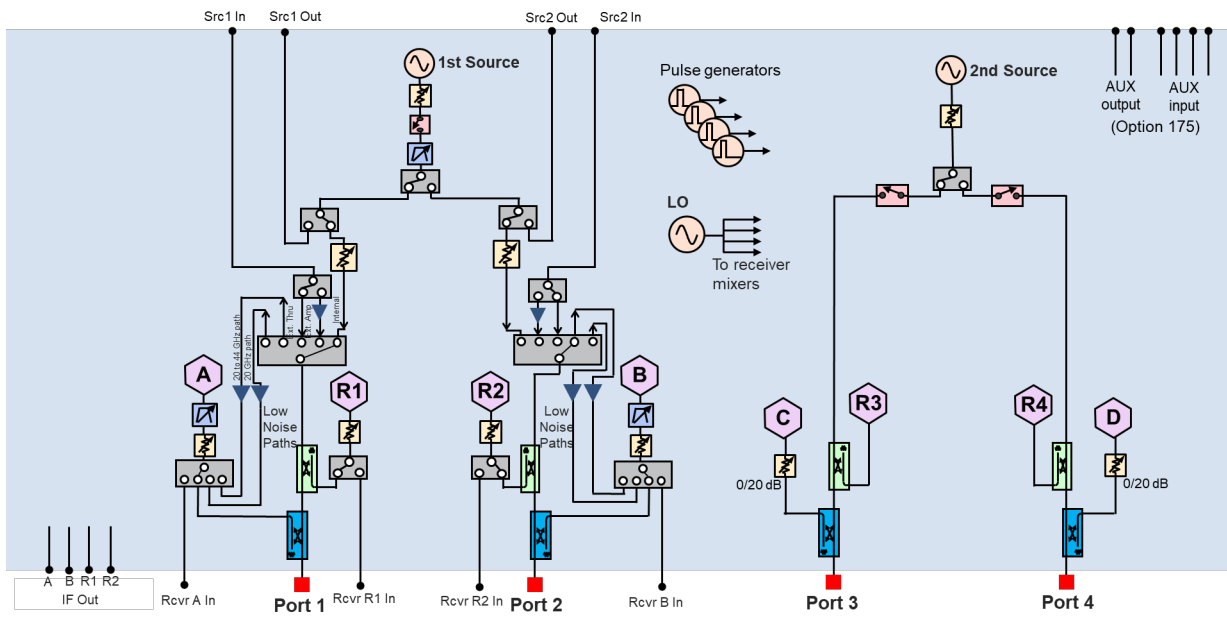 Src1 In
Src1 Out
Src2 Out
Src2 In
1st Source
Pulse generators
2nd Source
AUX
output
AUX
input
(Option 175)
LO
To receiver
mixers
20 to 44 GHz path
20 GHz path
Ext. Thru
Ext. Amp
Internal
A
R1
R2
B
C
R3
R4
D
Low
Noise
Paths
Low
Noise
Paths
0/20 dB
0/20 dB
A B R1 R2
IF Out
Rcvr A In
Port 1
Rcvr R1 In
Rcvr R2 In
Port 2
Rcvr B In
Port 3
Port 4